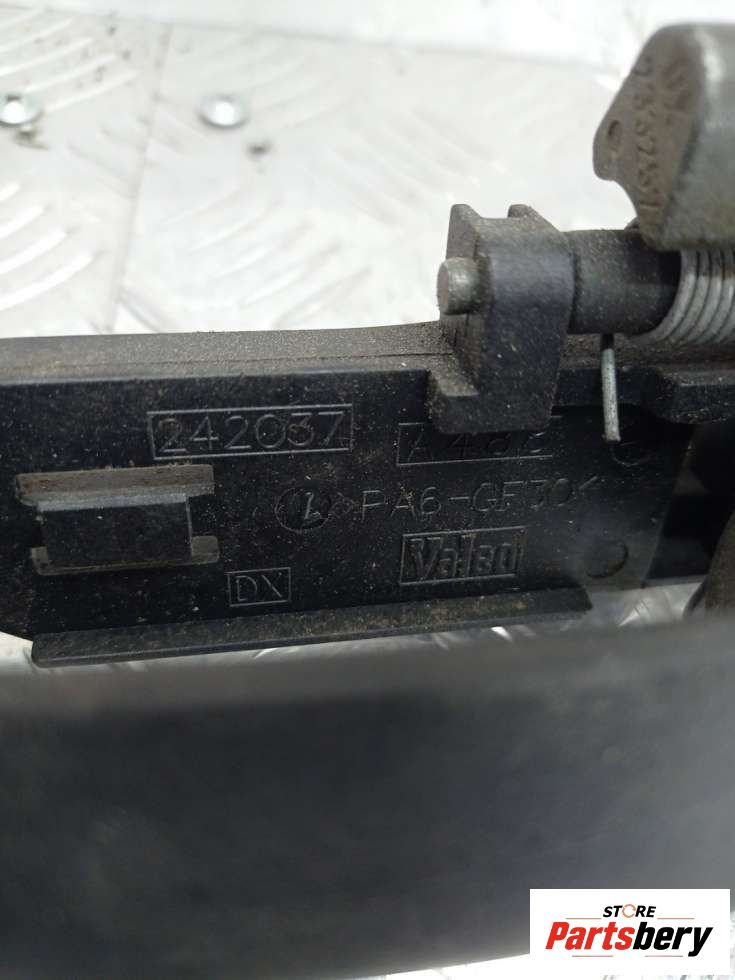 242037
PA6-GF30<
Valeo
DX
STORE
Partsbery